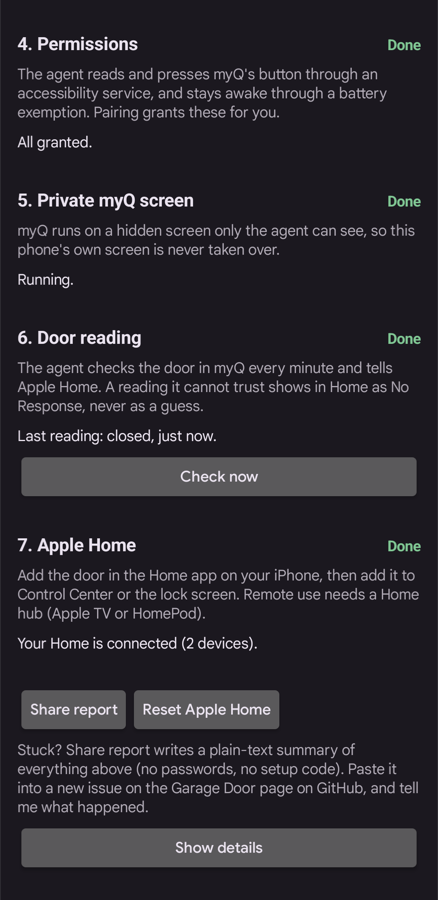 4. Permissions
Done
The agent reads and presses myQ's button through an
accessibility service, and stays awake through a battery
exemption. Pairing grants these for you.
All granted.
5. Private myQ screen
Done
myQ runs on a hidden screen only the agent can see, so this
phone's own screen is never taken over.
Running.
6. Door reading
Done
The agent checks the door in myQ every minute and tells
Apple Home. A reading it cannot trust shows in Home as No
Response, never as a guess.
Last reading: closed, just now.
Check now
7. Apple Home
Done
Add the door in the Home app on your iPhone, then add it to
Control Center or the lock screen. Remote use needs a Home
hub (Apple TV or HomePod).
Your Home is connected (2 devices).
Share report
Reset Apple Home
Stuck? Share report writes a plain-text summary of
everything above (no passwords, no setup code). Paste it
into a new issue on the Garage Door page on GitHub, and tell
me what happened.
Show details